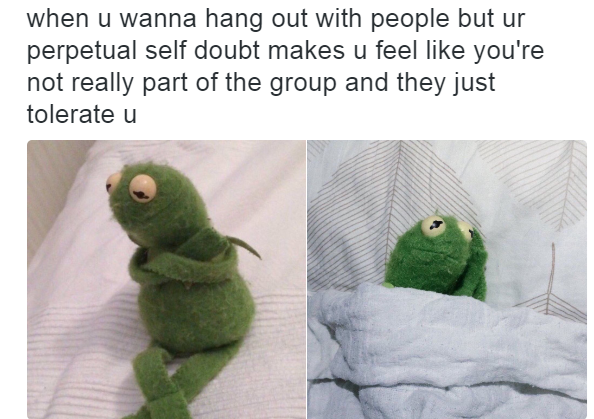 when u wanna hang out with people but ur
perpetual self doubt makes u feel like you're
not really part of the group and they just
tolerate u